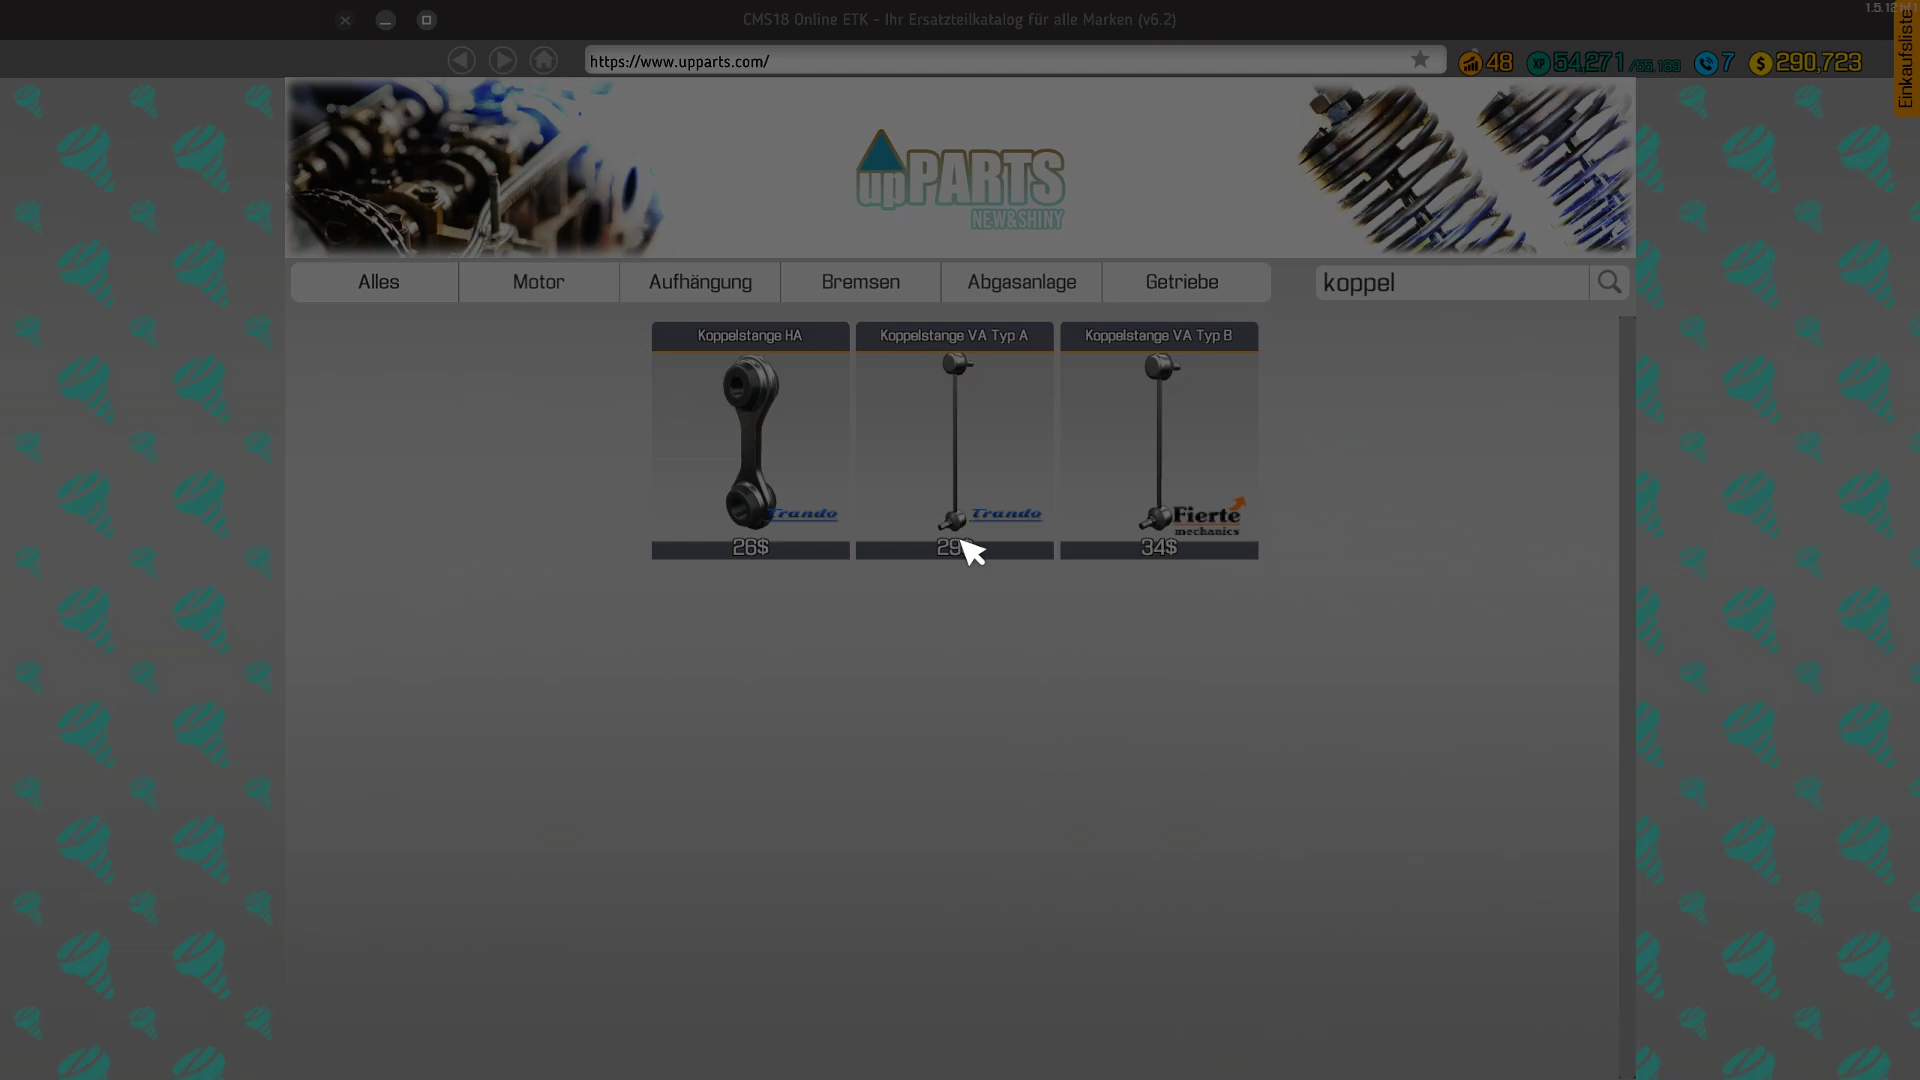 CMS18 Online ETK - Ihr Ersatzteilkatalog für alle Marken (v6.2)
https://www.upparts.com/
48
XP
54,271
7
$
290,723
Einkaufsliste
upPARTS
NEW&SHINY
Alles
Motor
Aufhängung
Bremsen
Abgasanlage
Getriebe
koppel
Koppelstange HA
Koppelstange VA Typ A
Koppelstange VA Typ B
Trando
Trando
Fierte
mechanics
26$
34$